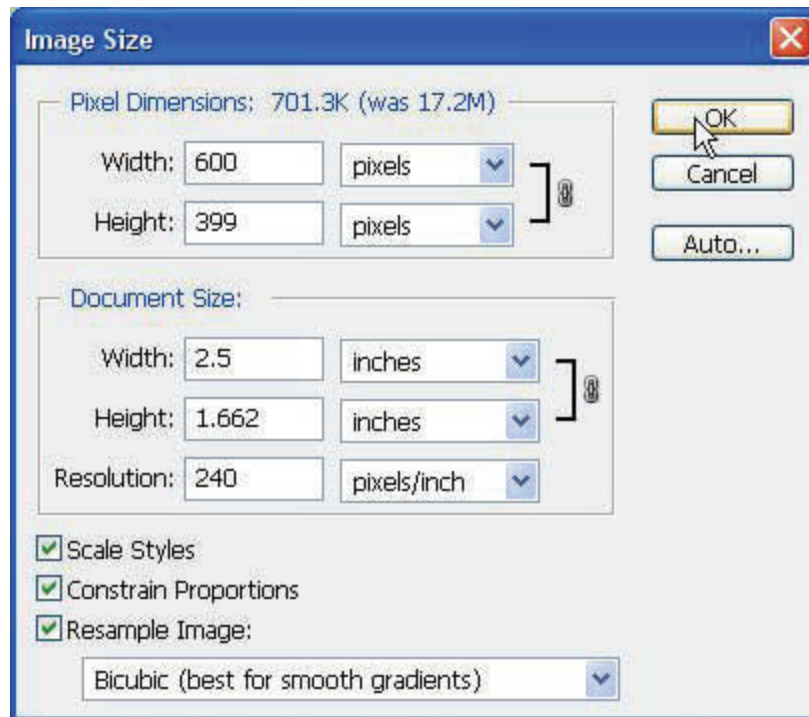 Image Size
Pixel Dimensions: 701.3K (was 17.2M)
Width: 600 pixels
Height: 399 pixels
OK
Cancel
Auto...
Document Size:
Width: 2.5 inches
Height: 1.662 inches
Resolution: 240 pixels/inch
Scale Styles
Constrain Proportions
Resample Image:
Bicubic (best for smooth gradients)